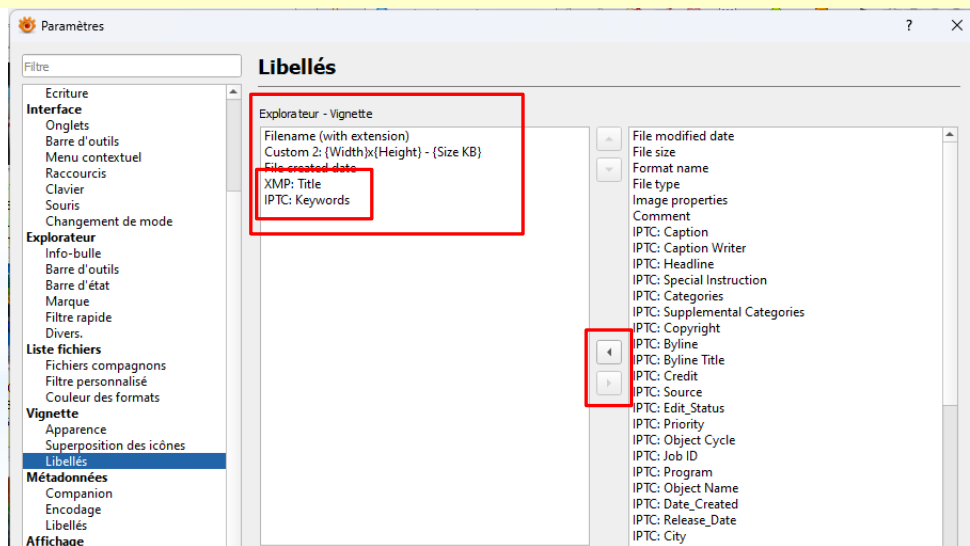 Paramètres
?
Filtre
Ecriture
Interface
Onglets
Barre d'outils
Menu contextuel
Raccourcis
Clavier
Souris
Changement de mode
Explorateur
Info-bulle
Barre d'outils
Barre d'état
Marque
Filtre rapide
Divers.
Liste fichiers
Fichiers compagnons
Filtre personnalisé
Couleur des formats
Vignette
Apparence
Superposition des icônes
Libellés
Métadonnées
Companion
Encodage
Libellés
Affichage
Libellés
Explorateur - Vignette
Filename (with extension)
Custom 2: {Width}x{Height} - {Size KB}
File created date
XMP: Title
IPTC: Keywords
File modified date
File size
Format name
File type
Image properties
Comment
IPTC: Caption
IPTC: Caption Writer
IPTC: Headline
IPTC: Special Instruction
IPTC: Categories
IPTC: Supplemental Categories
IPTC: Copyright
IPTC: Byline
IPTC: Byline Title
IPTC: Credit
IPTC: Source
IPTC: Edit_Status
IPTC: Priority
IPTC: Object Cycle
IPTC: Job ID
IPTC: Program
IPTC: Object Name
IPTC: Date_Created
IPTC: Release_Date
IPTC: City